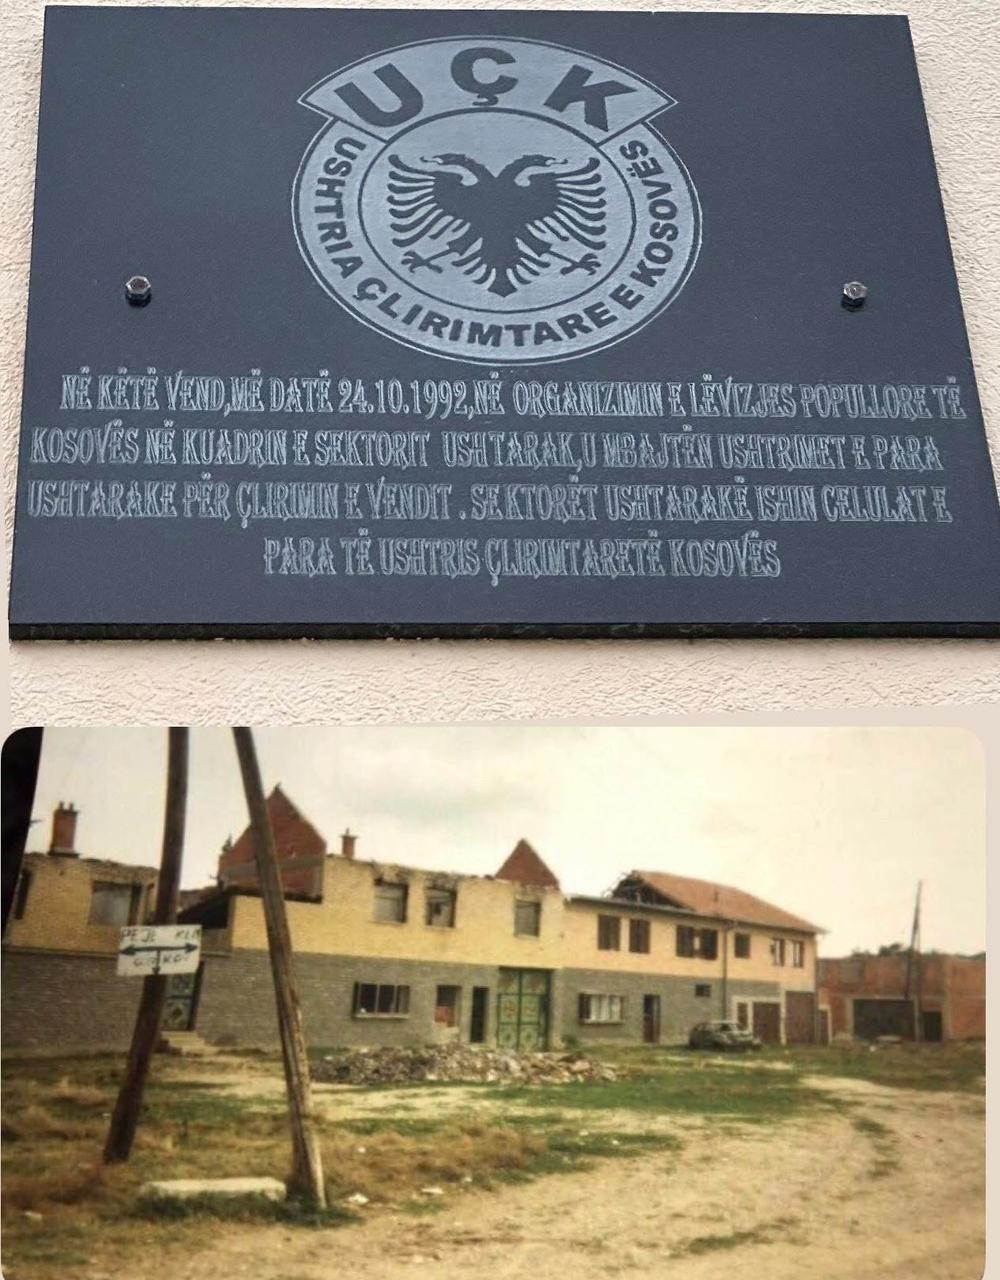 UÇK
USHTRIA ÇLIRIMTARE E KOSOVËS
NË KËTË VEND,MË DATË 24.10.1992,NË ORGANIZIMIN E LËVIZJES POPULLORE TË
KOSOVËS NË KUADRIN E SEKTORIT USHTARAK,U MBAJTËN USHTRIMET E PARA
USHTARAKE PËR ÇLIRIMIN E VENDIT . SEKTORËT USHTARAKË ISHIN CELULAT E
PARA TË USHTRIS ÇLIRIMTARETË KOSOVËS
PEJE KLIN